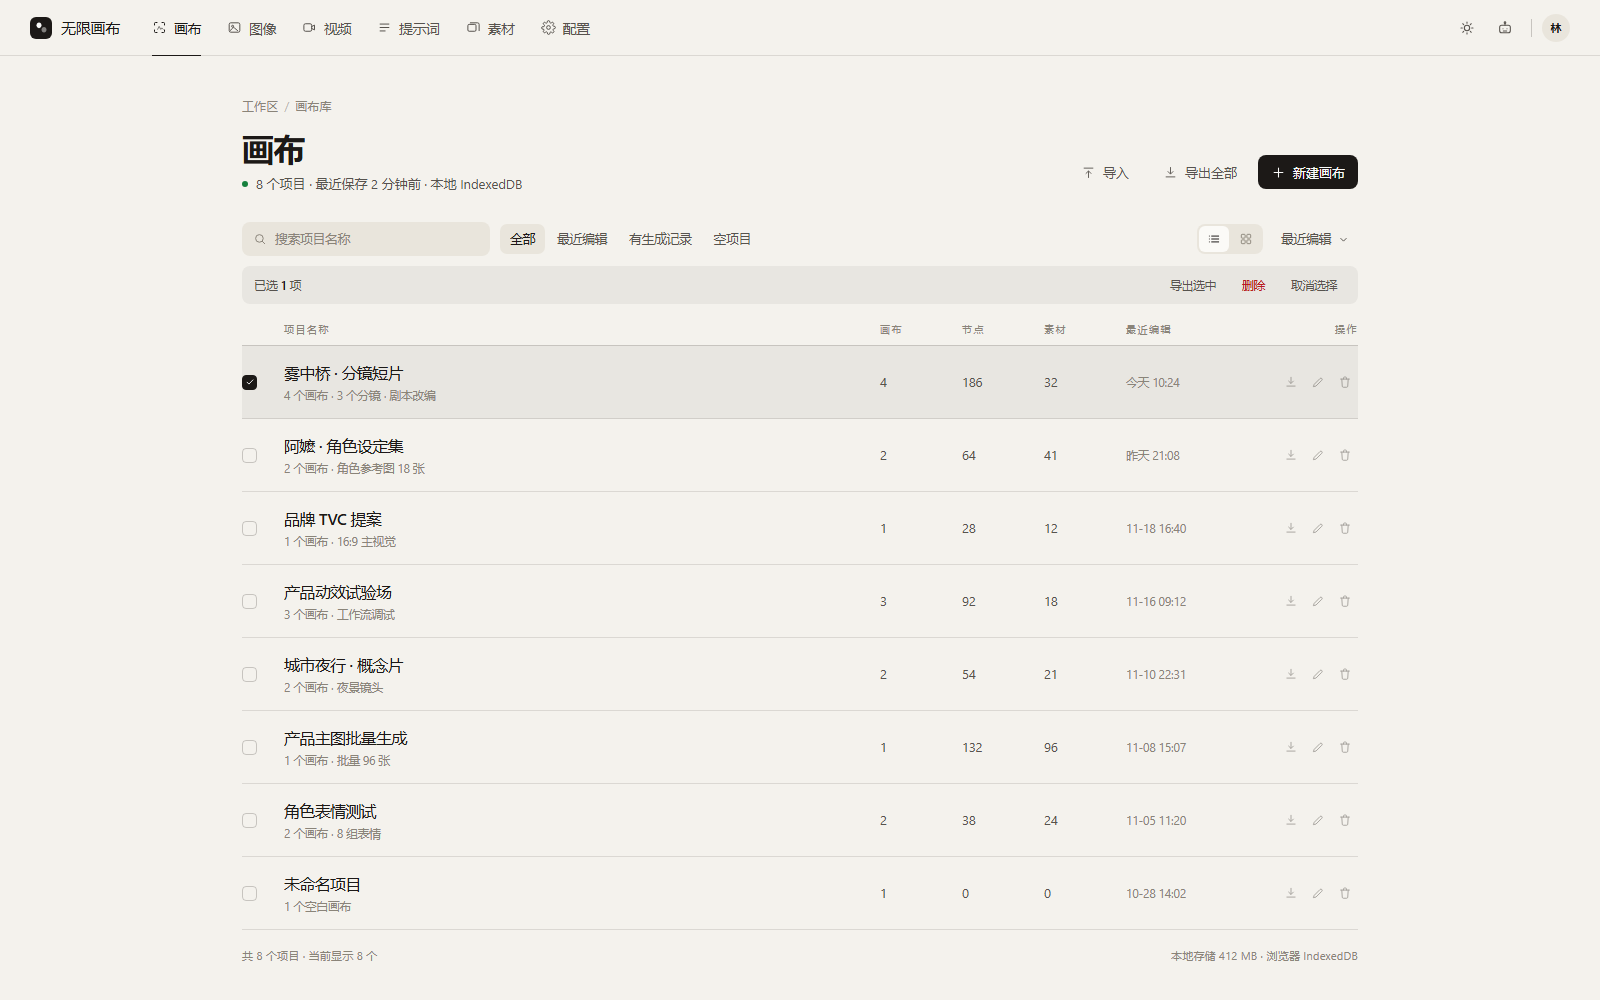 无限画布 画布 图像 视频 提示词 素材 配置 林
工作区 / 画布库
画布
8 个项目 · 最近保存 2 分钟前 · 本地 IndexedDB
导入 导出全部 新建画布
搜索项目名称 全部 最近编辑 有生成记录 空项目 最近编辑
已选 1 项 导出选中 删除 取消选择
项目名称 画布 节点 素材 最近编辑 操作
雾中桥 · 分镜短片
4 个画布 · 3 个分镜 · 剧本改编
4 186 32 今天 10:24
阿嬷 · 角色设定集
2 个画布 · 角色参考图 18 张
2 64 41 昨天 21:08
品牌 TVC 提案
1 个画布 · 16:9 主视觉
1 28 12 11-18 16:40
产品动效试验场
3 个画布 · 工作流调试
3 92 18 11-16 09:12
城市夜行 · 概念片
2 个画布 · 夜景镜头
2 54 21 11-10 22:31
产品主图批量生成
1 个画布 · 批量 96 张
1 132 96 11-08 15:07
角色表情测试
2 个画布 · 8 组表情
2 38 24 11-05 11:20
未命名项目
1 个空白画布
1 0 0 10-28 14:02
共 8 个项目 · 当前显示 8 个 本地存储 412 MB · 浏览器 IndexedDB